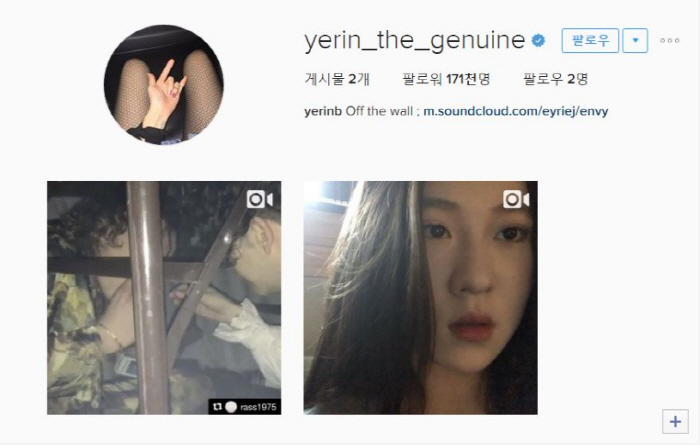 yerin_the_genuine 팔로우
게시물 2개 팔로워 171천명 팔로우 2명
yerinb Off the wall ; m.soundcloud.com/eyriej/envy
rass1975